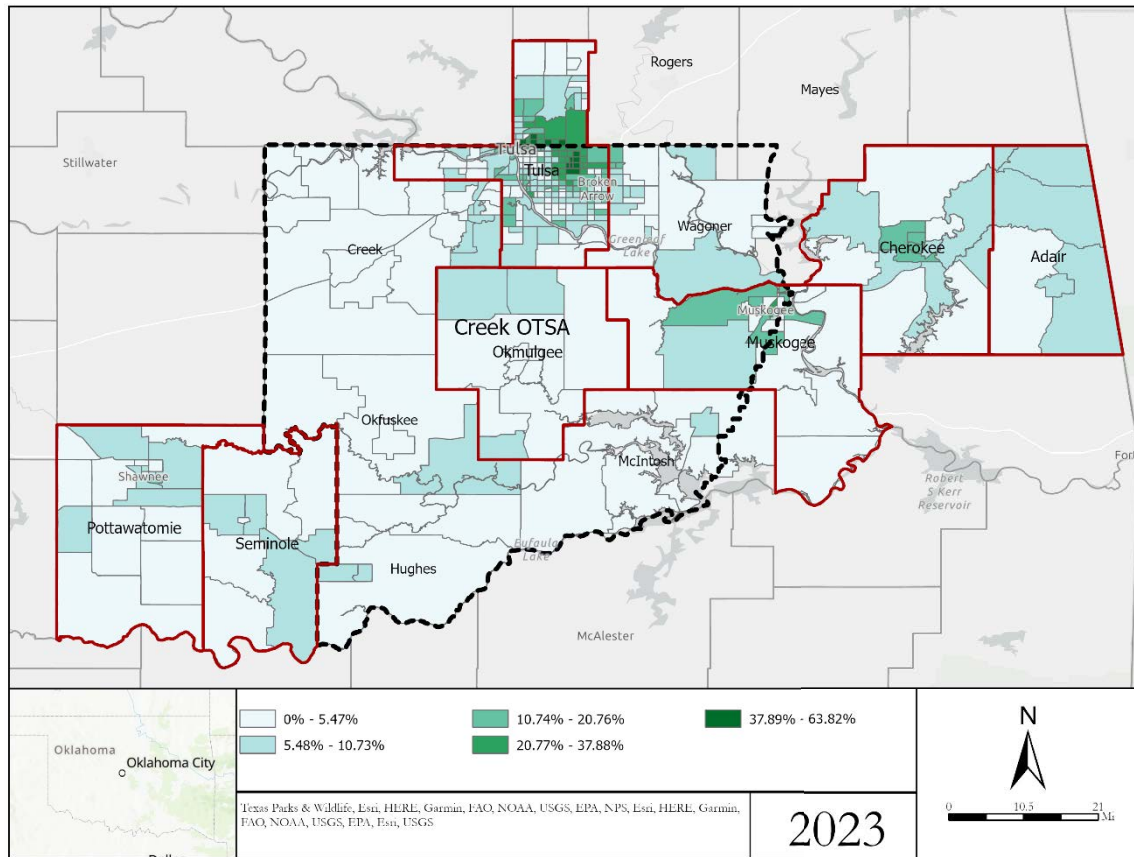 Rogers
Mayes
Stillwater
Tulsa
Tulsa
Broken
Arrow
Creek
Greenleaf
Lake
Wagoner
Cherokee
Adair
Creek OTSA
Okmulgee
Muskogee
Muskogee
Okfuskee
McIntosh
Shawnee
Pottawatomie
Seminole
Fort
Robert
S Kerr
Reservoir
Eufaula
Lake
Hughes
McAlester
Oklahoma
Oklahoma City
Dallas
0% - 5.47%
5.48% - 10.73%
10.74% - 20.76%
20.77% - 37.88%
37.89% - 63.82%
Texas Parks & Wildlife, Esri, HERE, Garmin, FAO, NOAA, USGS, EPA, NPS, Esri, HERE, Garmin,
FAO, NOAA, USGS, EPA, Esri, USGS
2023
N
0 10.5 21
Mi